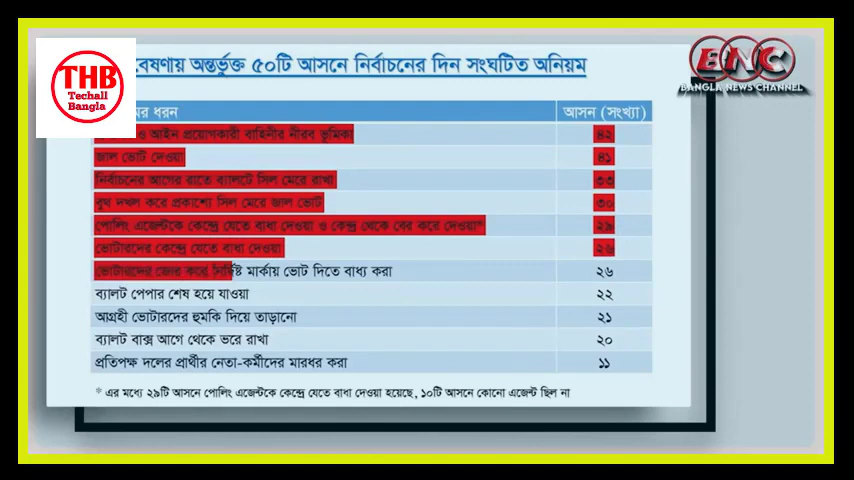 THB
Techall
Bangla
BNC
BANGLA NEWS CHANNEL
অন্তর্ভুক্ত ৫০টি আসনে নির্বাচনের দিন সংঘটিত অনিয়ম
ধরন আসন (সংখ্যা)
ও আইন প্রয়োগকারী বাহিনীর নীরব ভূমিকা ৪২
জাল ভোট দেওয়া ৪১
নির্বাচনের আগের রাতে ব্যালটে সিল মেরে রাখা ৩৩
বুথ দখল করে প্রকাশ্যে সিল মেরে জাল ভোট ৩০
পোলিং এজেন্টকে কেন্দ্রে যেতে বাধা দেওয়া ও কেন্দ্র থেকে বের করে দেওয়া* ২৯
ভোটারদের কেন্দ্রে যেতে বাধা দেওয়া ২৬
ভোটারদের জোর করে নির্দিষ্ট মার্কায় ভোট দিতে বাধ্য করা ২৬
ব্যালট পেপার শেষ হয়ে যাওয়া ২২
আগ্রহী ভোটারদের হুমকি দিয়ে তাড়ানো ২১
ব্যালট বাক্স আগে থেকে ভরে রাখা ২০
প্রতিপক্ষ দলের প্রার্থীর নেতা-কর্মীদের মারধর করা ১১
* এর মধ্যে ২৯টি আসনে পোলিং এজেন্টকে কেন্দ্রে যেতে বাধা দেওয়া হয়েছে, ১০টি আসনে কোনো এজেন্ট ছিল না